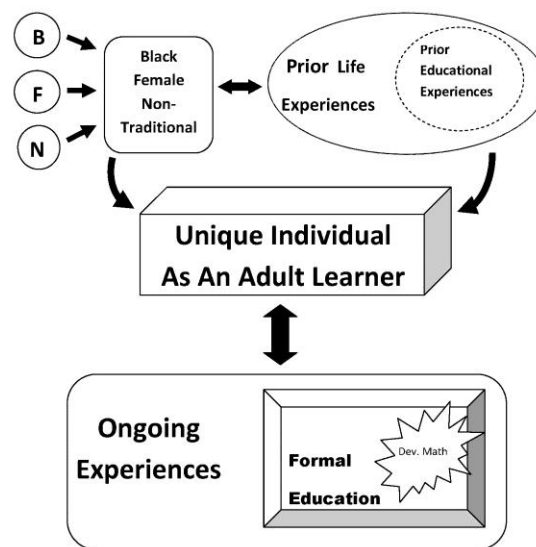 B
F
N
Black
Female
Non-
Traditional
Prior Life
Experiences
Prior
Educational
Experiences
Unique Individual
As An Adult Learner
Ongoing
Experiences
Formal
Education
Dev. Math